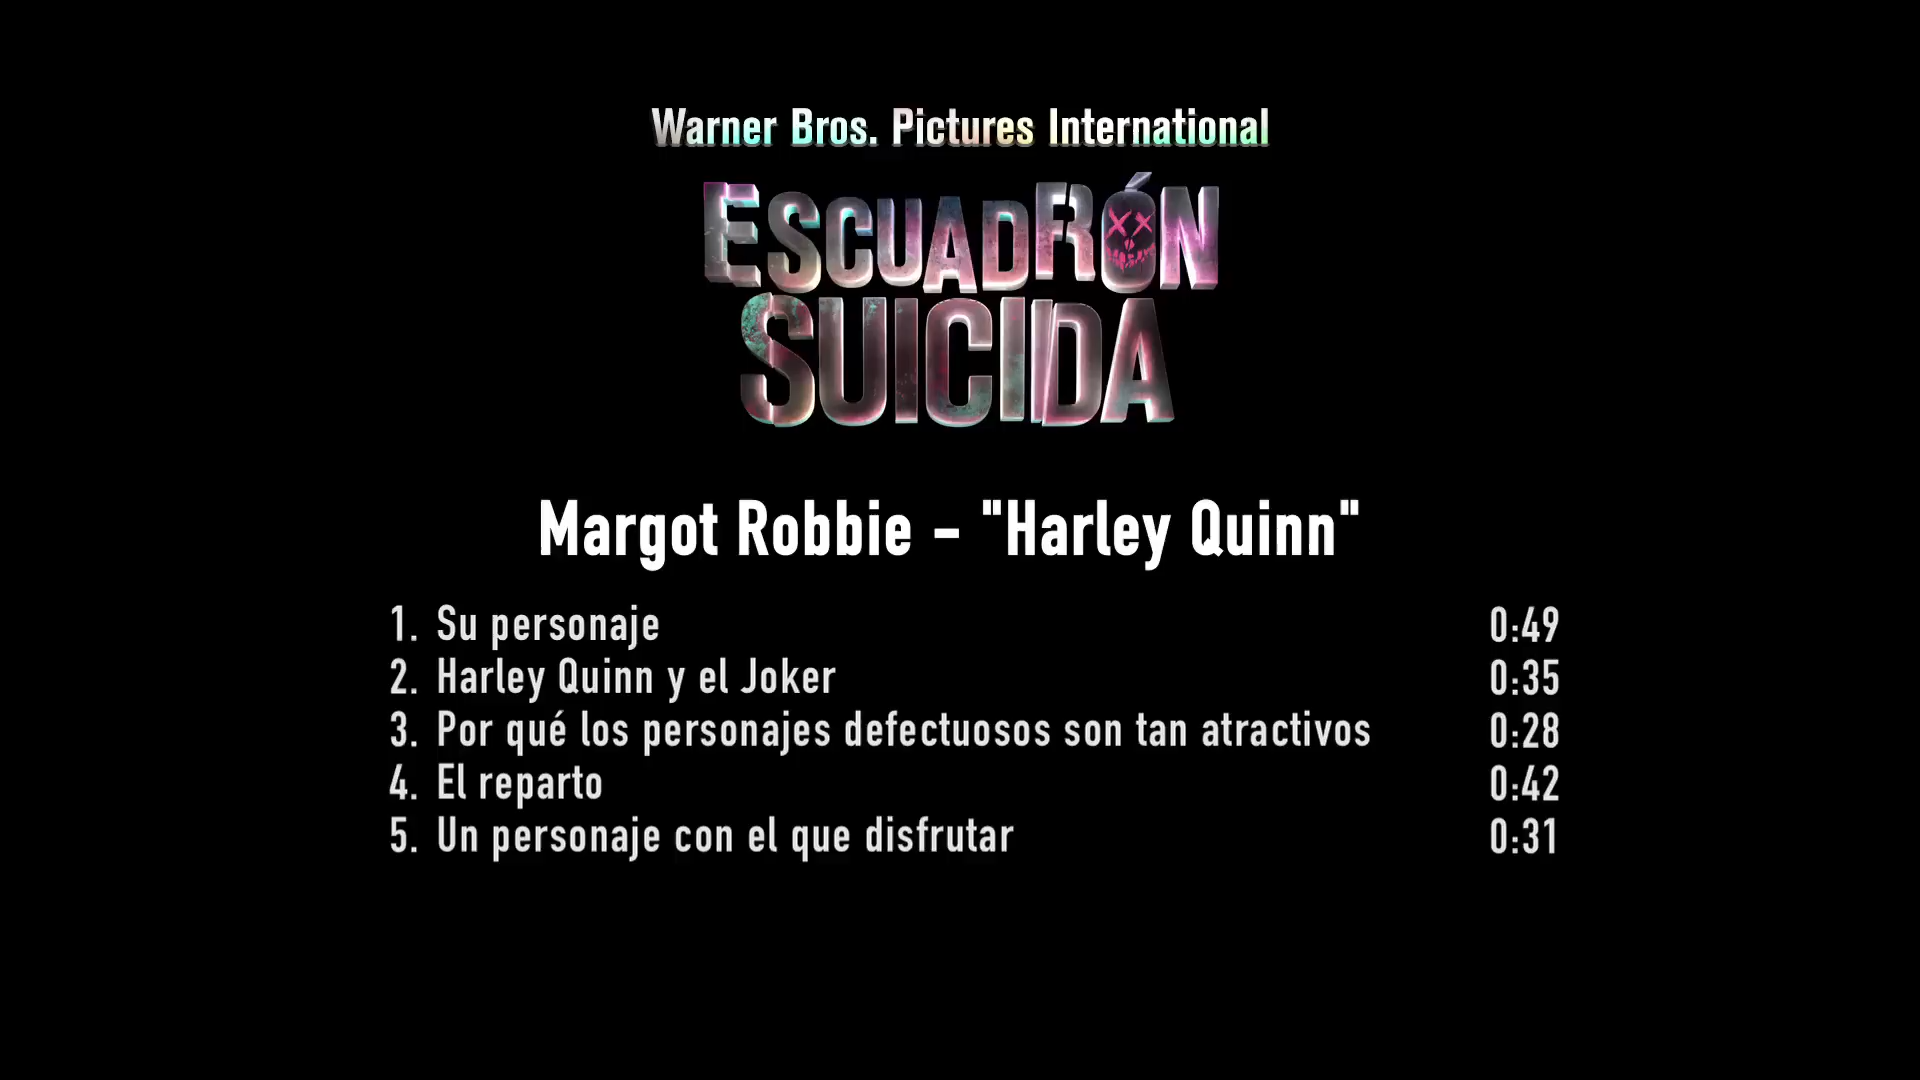 Warner Bros. Pictures International
ESCUADRÓN
SUICIDA
Margot Robbie – "Harley Quinn"
1. Su personaje 0:49
2. Harley Quinn y el Joker 0:35
3. Por qué los personajes defectuosos son tan atractivos 0:28
4. El reparto 0:42
5. Un personaje con el que disfrutar 0:31